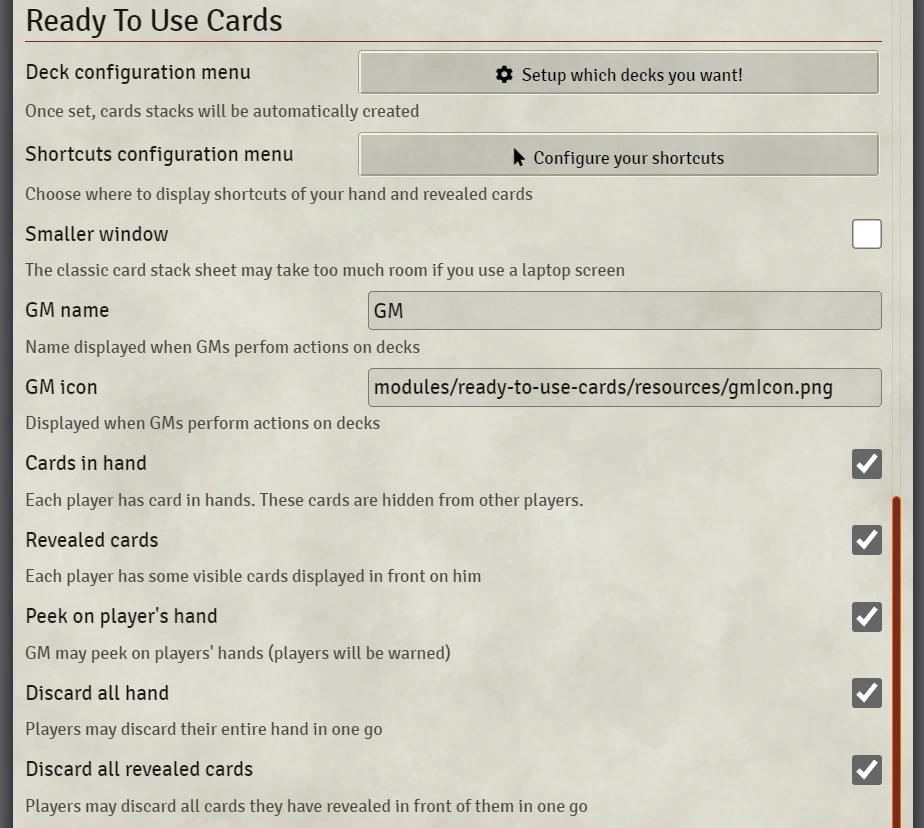 Ready To Use Cards
Deck configuration menu
Setup which decks you want!
Once set, cards stacks will be automatically created
Shortcuts configuration menu
Configure your shortcuts
Choose where to display shortcuts of your hand and revealed cards
Smaller window
The classic card stack sheet may take too much room if you use a laptop screen
GM name
GM
Name displayed when GMs perfom actions on decks
GM icon
modules/ready-to-use-cards/resources/gmIcon.png
Displayed when GMs perform actions on decks
Cards in hand
Each player has card in hands. These cards are hidden from other players.
Revealed cards
Each player has some visible cards displayed in front on him
Peek on player's hand
GM may peek on players' hands (players will be warned)
Discard all hand
Players may discard their entire hand in one go
Discard all revealed cards
Players may discard all cards they have revealed in front of them in one go